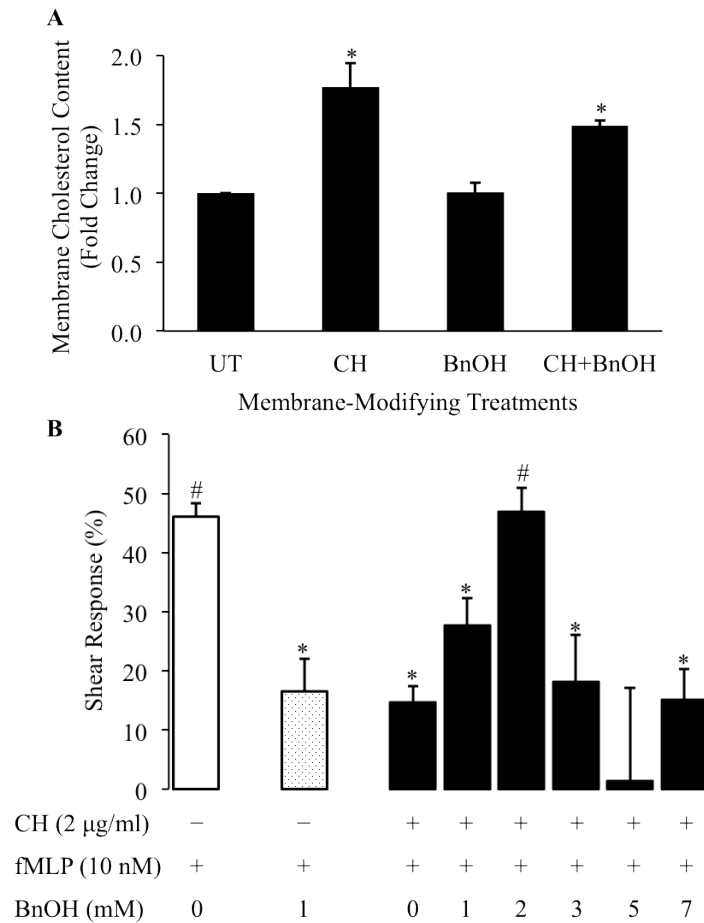 A
Membrane Cholesterol Content
(Fold Change)
2.0
1.5
1.0
0.5
0.0
*
*
UT CH BnOH CH+BnOH
Membrane-Modifying Treatments
B
Shear Response (%)
60
50
40
30
20
10
0
# * * * # * *
CH (2 μg/ml) − − + + + + + +
fMLP (10 nM) + + + + + + + +
BnOH (mM) 0 1 0 1 2 3 5 7